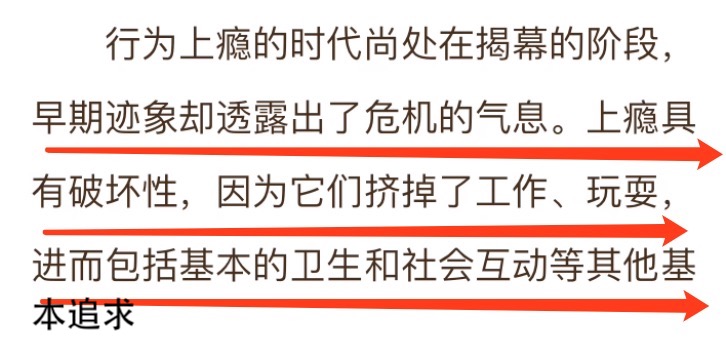 行为上瘾的时代尚处在揭幕的阶段，
早期迹象却透露出了危机的气息。上瘾具
有破坏性，因为它们挤掉了工作、玩耍，
进而包括基本的卫生和社会互动等其他基
本追求